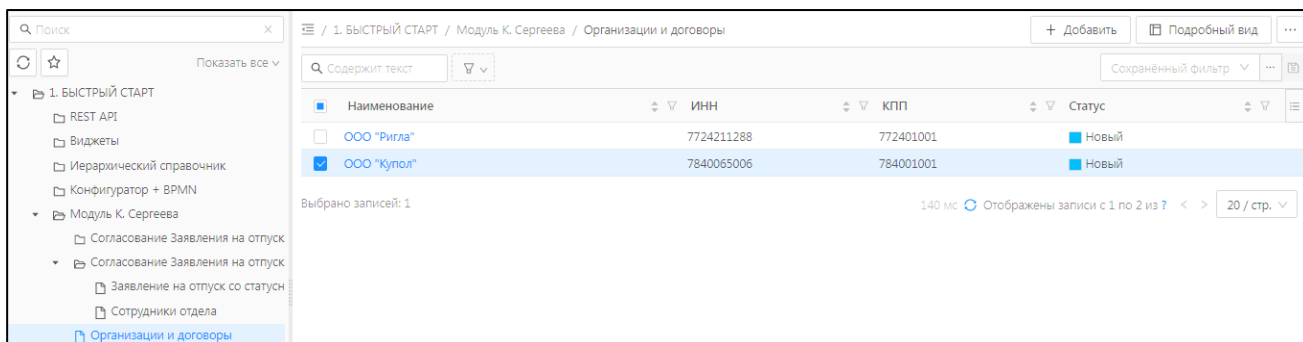 Поиск
Показать все
1. БЫСТРЫЙ СТАРТ
REST API
Виджеты
Иерархический справочник
Конфигуратор + BPMN
Модуль К. Сергеева
Согласование Заявления на отпуск
Согласование Заявления на отпуск
Заявление на отпуск со статусн
Сотрудники отдела
Организации и договоры
/ 1. БЫСТРЫЙ СТАРТ / Модуль К. Сергеева / Организации и договоры
+ Добавить Подробный вид ...
Содержит текст Сохранённый фильтр ...
Наименование ИНН КПП Статус
ООО "Ригла" 7724211288 772401001 Новый
ООО "Купол" 7840065006 784001001 Новый
Выбрано записей: 1 140 мс Отображены записи с 1 по 2 из ? < > 20 / стр.